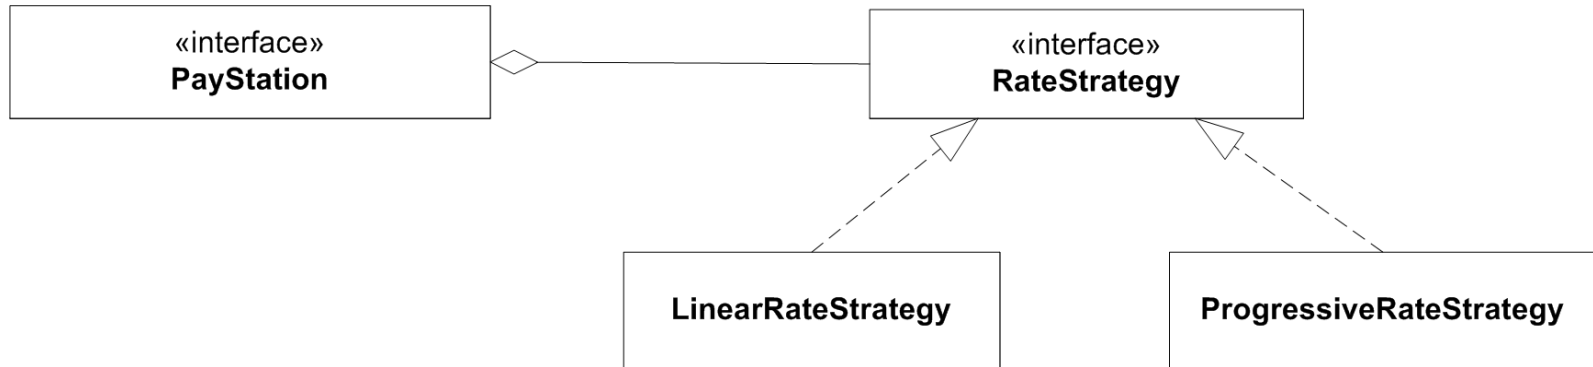 «interface»
PayStation
«interface»
RateStrategy
LinearRateStrategy
ProgressiveRateStrategy